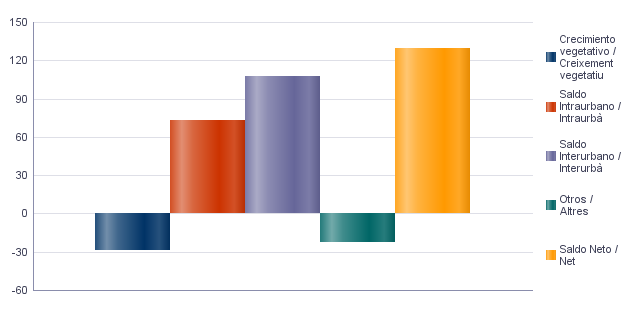 150
120
90
60
30
0
-30
-60
Crecimiento
vegetativo /
Creixement
vegetatiu
Saldo
Intraurbano /
Intraurbà
Saldo
Interurbano /
Interurbà
Otros /
Altres
Saldo Neto /
Net